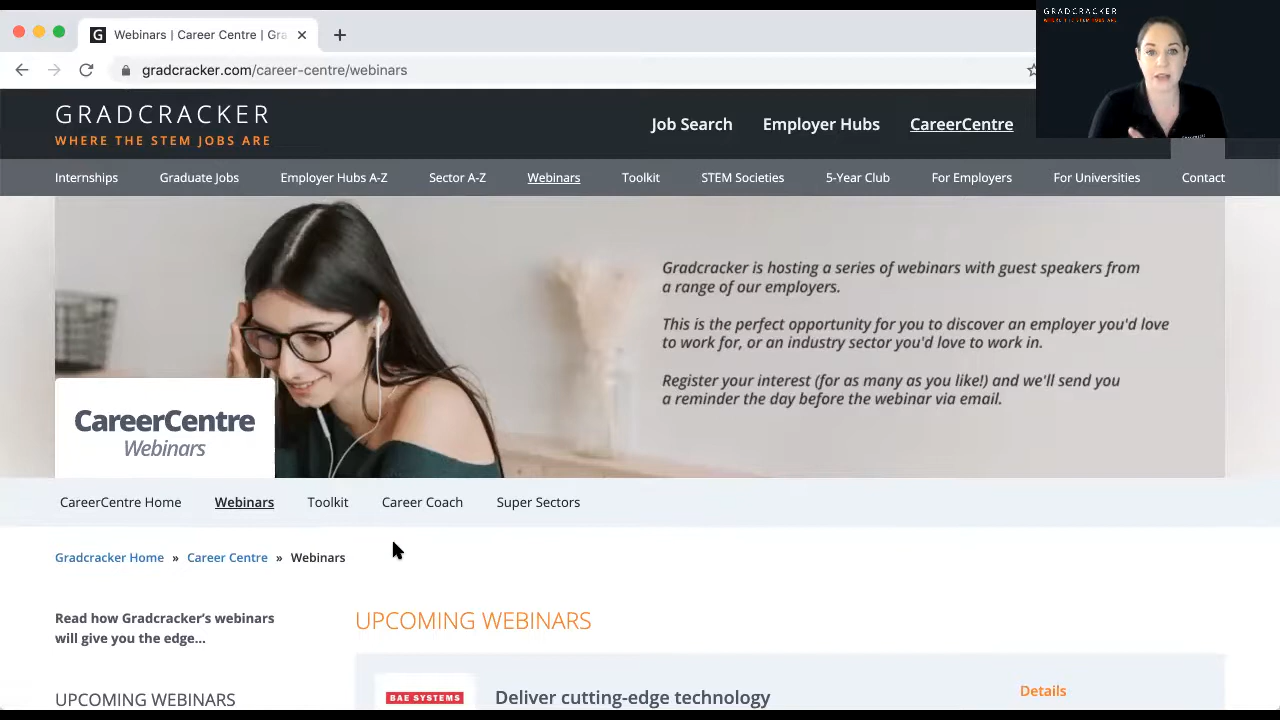 Webinars | Career Centre | Gra
gradcracker.com/career-centre/webinars
GRADCRACKER
WHERE THE STEM JOBS ARE
GRADCRACKER
WHERE THE STEM JOBS ARE
Job Search Employer Hubs CareerCentre
Internships Graduate Jobs Employer Hubs A-Z Sector A-Z Webinars Toolkit STEM Societies 5-Year Club For Employers For Universities Contact
Gradcracker is hosting a series of webinars with guest speakers from
a range of our employers.
This is the perfect opportunity for you to discover an employer you'd love
to work for, or an industry sector you'd love to work in.
Register your interest (for as many as you like!) and we'll send you
a reminder the day before the webinar via email.
CareerCentre
Webinars
CareerCentre Home Webinars Toolkit Career Coach Super Sectors
Gradcracker Home » Career Centre » Webinars
Read how Gradcracker's webinars
will give you the edge...
UPCOMING WEBINARS
UPCOMING WEBINARS
BAE SYSTEMS
Deliver cutting-edge technology
Details